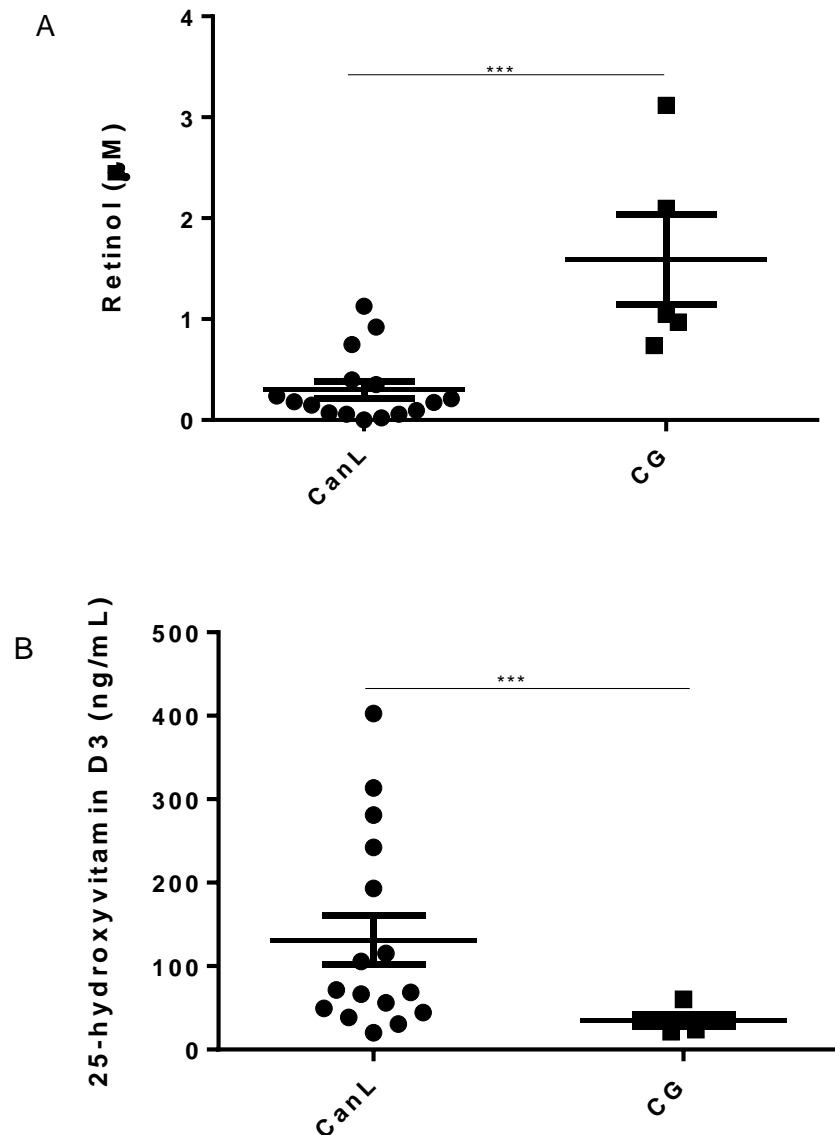 A
Retinol (μM)
4
3
2
1
0
***
CanL
CG
B
25-hydroxyvitamin D3 (ng/mL)
500
400
300
200
100
0
***
CanL
CG